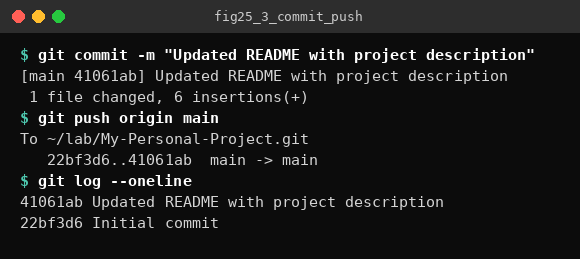 fig25_3_commit_push
$ git commit -m "Updated README with project description"
[main 41061ab] Updated README with project description
 1 file changed, 6 insertions(+)
$ git push origin main
To ~/lab/My-Personal-Project.git
   22bf3d6..41061ab  main -> main
$ git log --oneline
41061ab Updated README with project description
22bf3d6 Initial commit